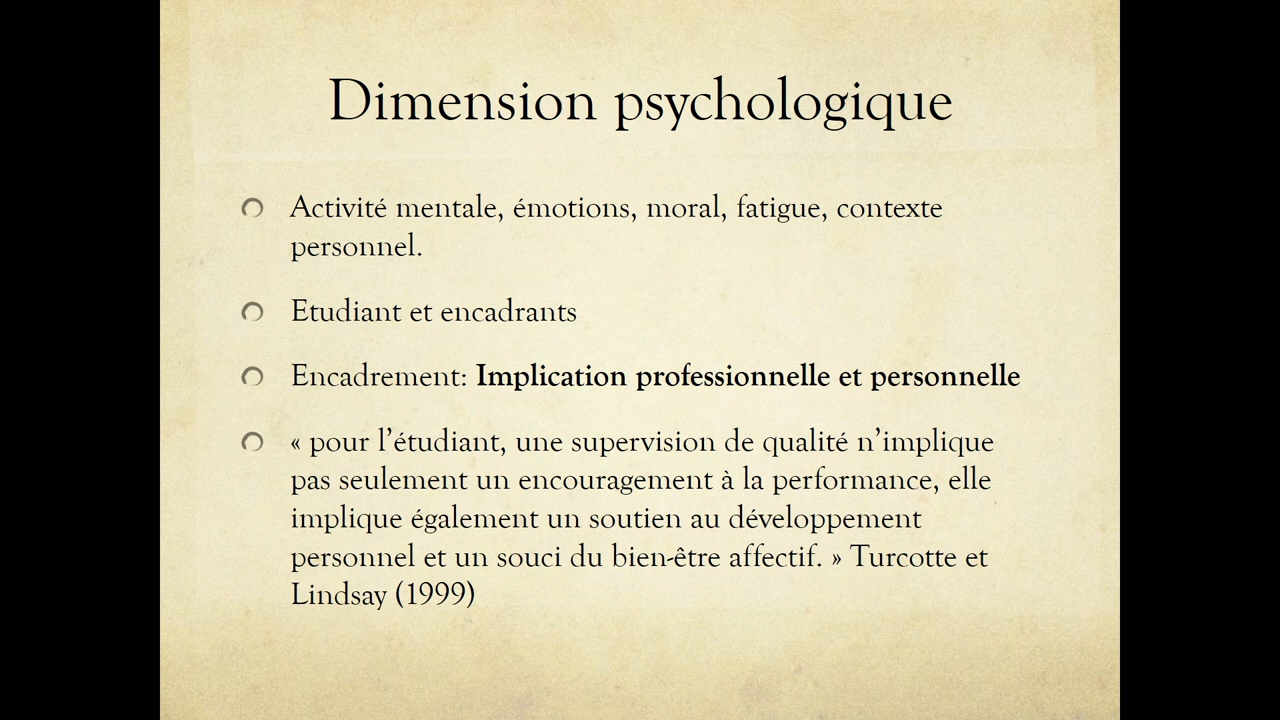 Dimension psychologique
Activité mentale, émotions, moral, fatigue, contexte
personnel.
Etudiant et encadrants
Encadrement: Implication professionnelle et personnelle
« pour l’étudiant, une supervision de qualité n’implique
pas seulement un encouragement à la performance, elle
implique également un soutien au développement
personnel et un souci du bien-être affectif. » Turcotte et
Lindsay (1999)